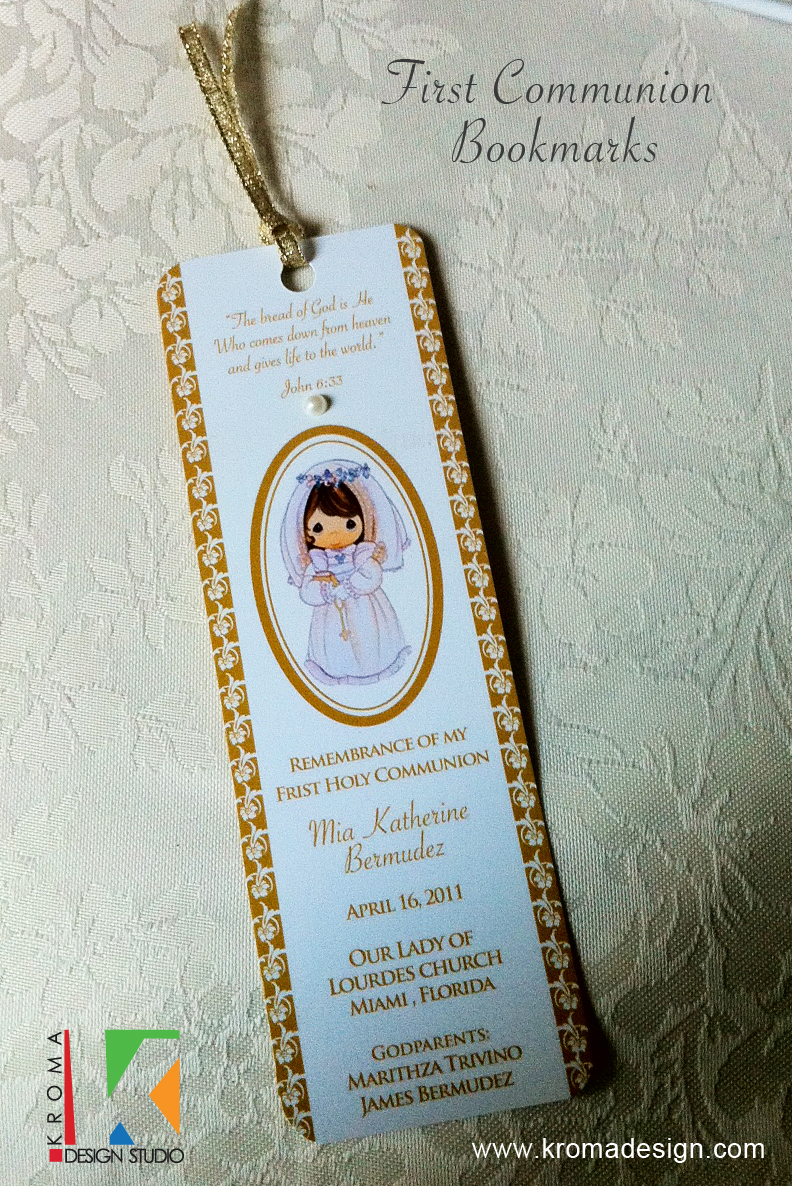 First Communion
Bookmarks
"The bread of God is He
Who comes down from heaven
and gives life to the world."
John 6:33
REMEMBRANCE OF MY
FRIST HOLY COMMUNION
Mia Katherine
Bermudez
APRIL 16, 2011
OUR LADY OF
LOURDES CHURCH
MIAMI , FLORIDA
GODPARENTS:
MARITHZA TRIVINO
JAMES BERMUDEZ
KROMA
DESIGN STUDIO
www.kromadesign.com